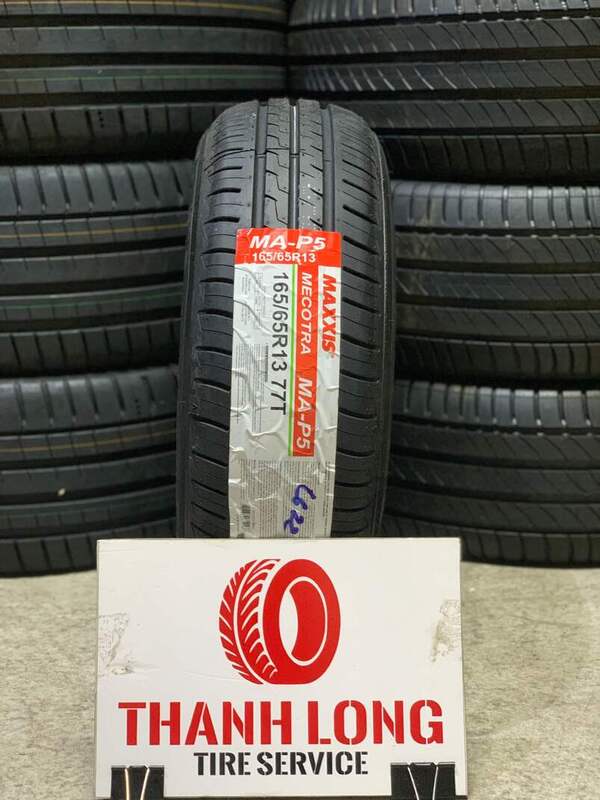 MA-P5
165/65R13
MAXXIS
MECOTRA MA-P5
165/65R13 77T
THANH LONG
TIRE SERVICE